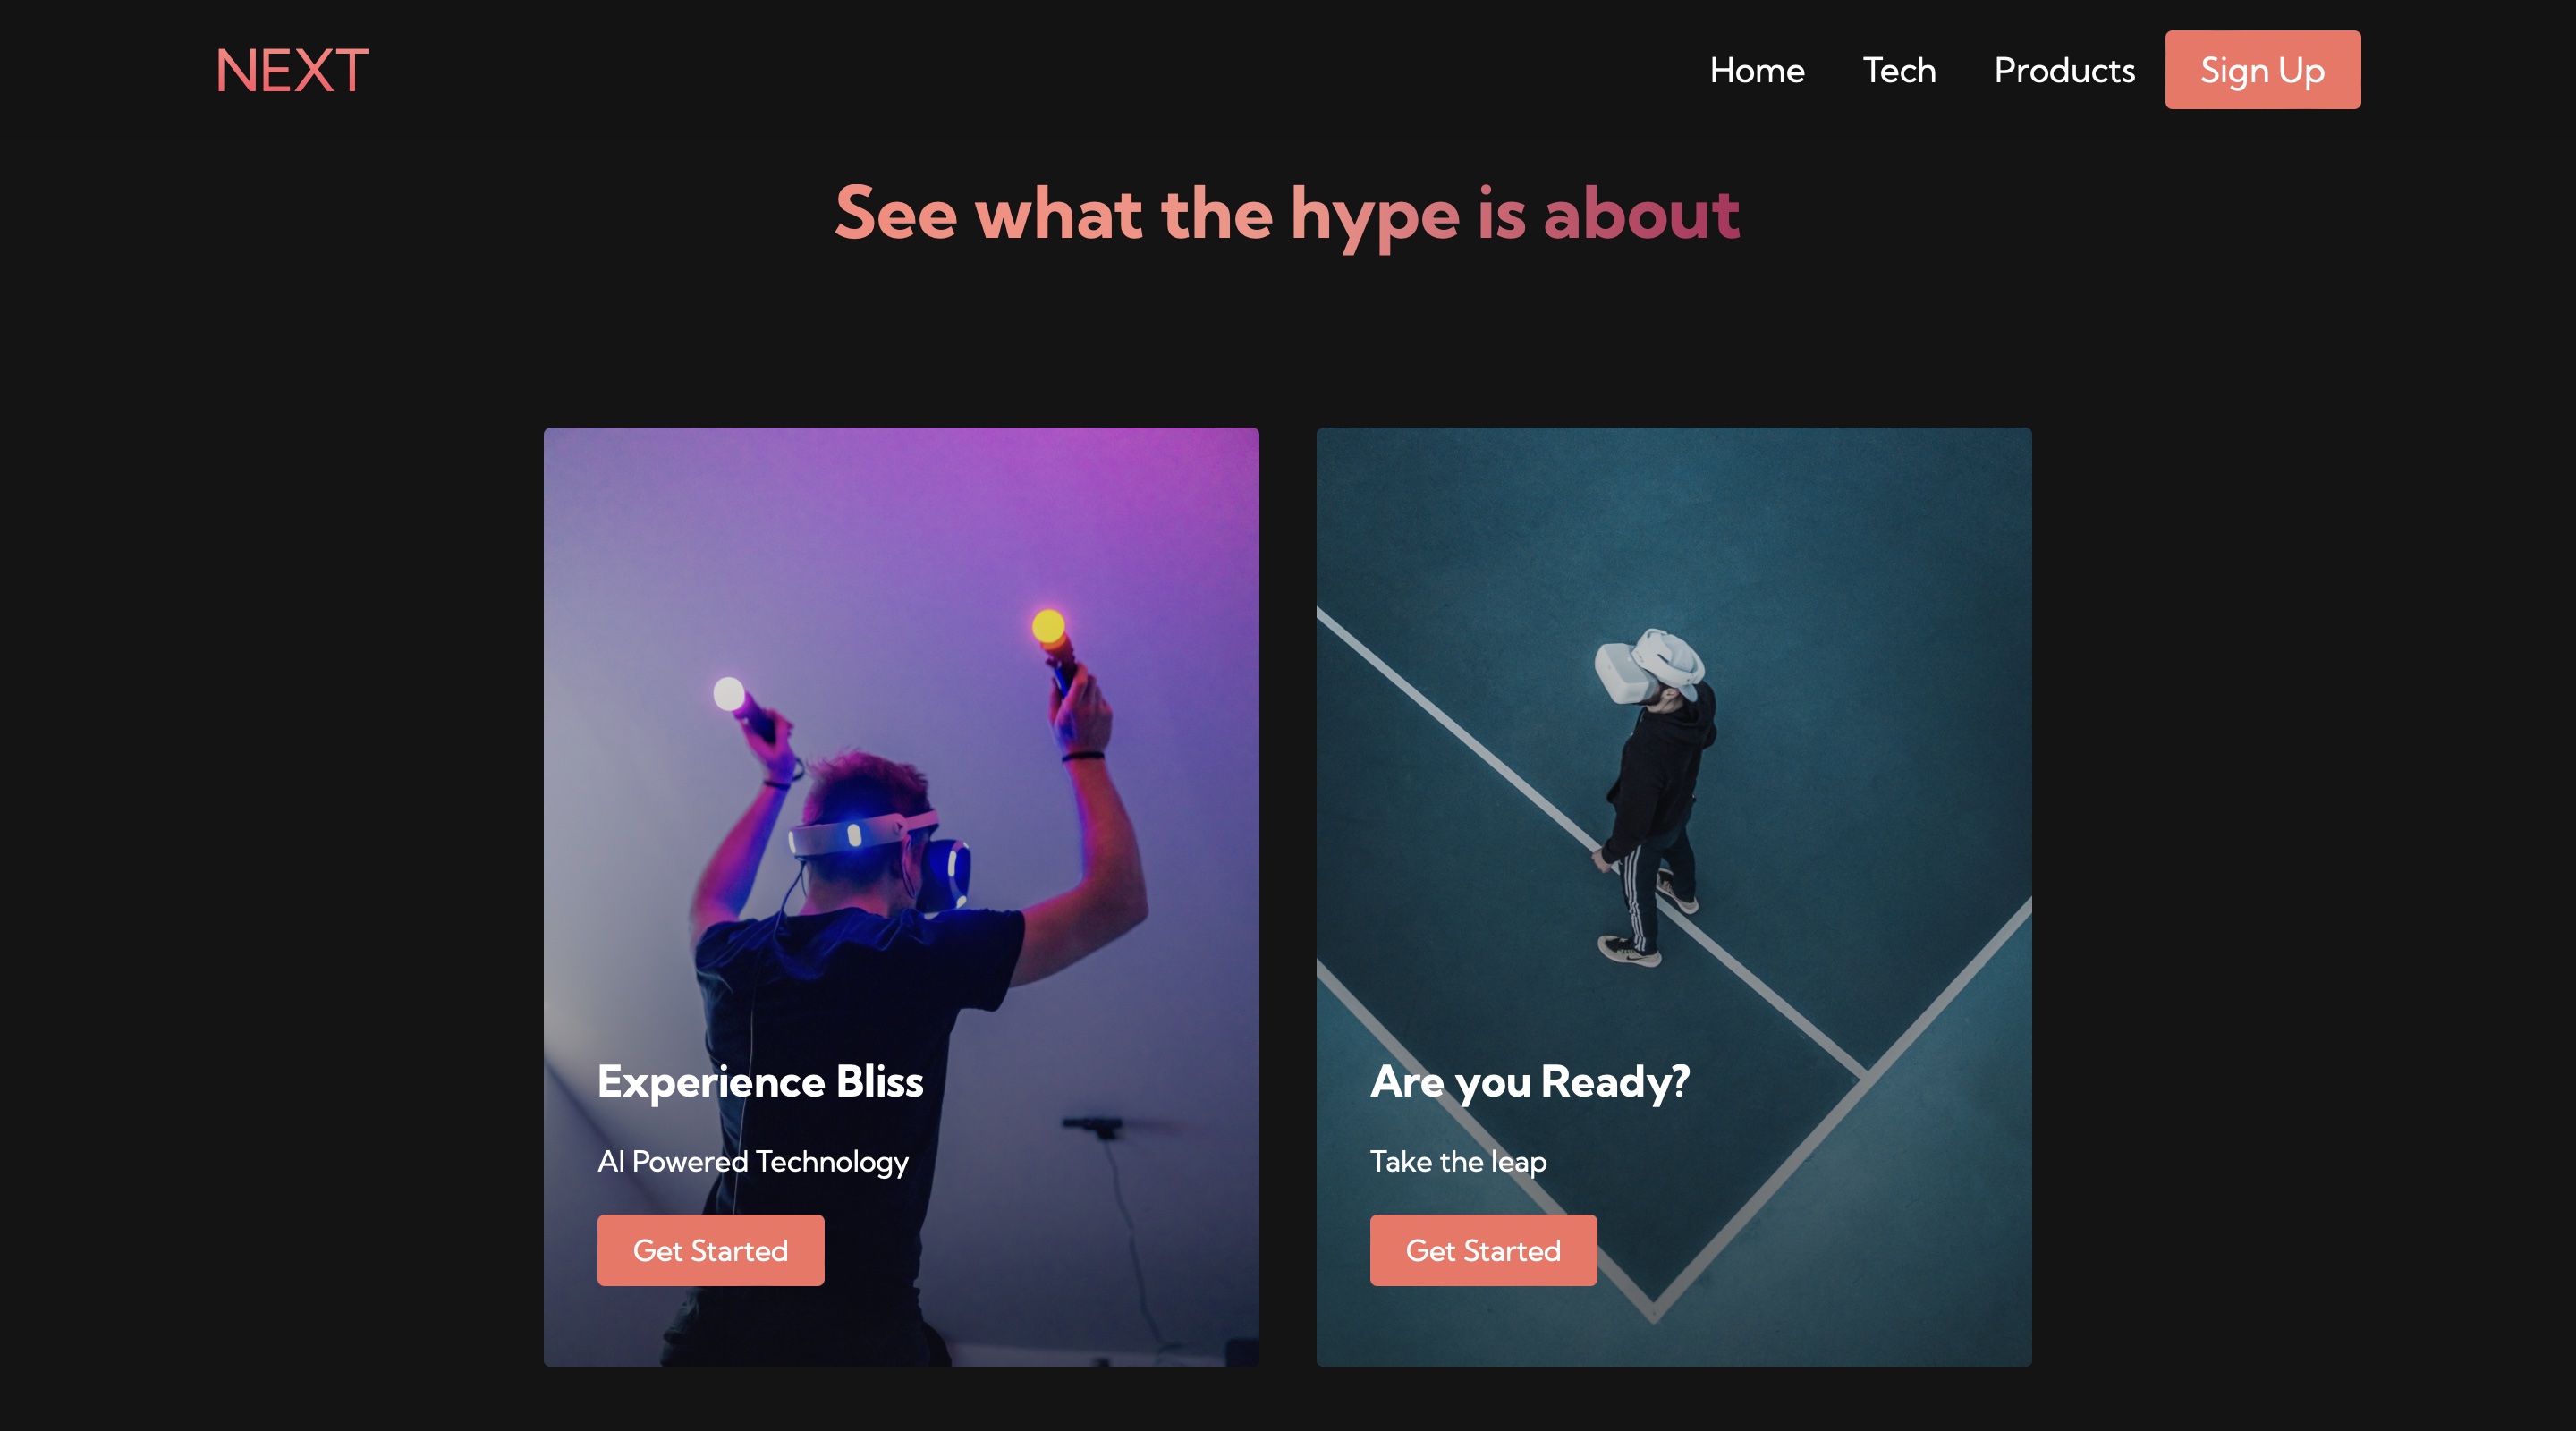 NEXT
Home Tech Products Sign Up
See what the hype is about
Experience Bliss
AI Powered Technology
Get Started
Are you Ready?
Take the leap
Get Started